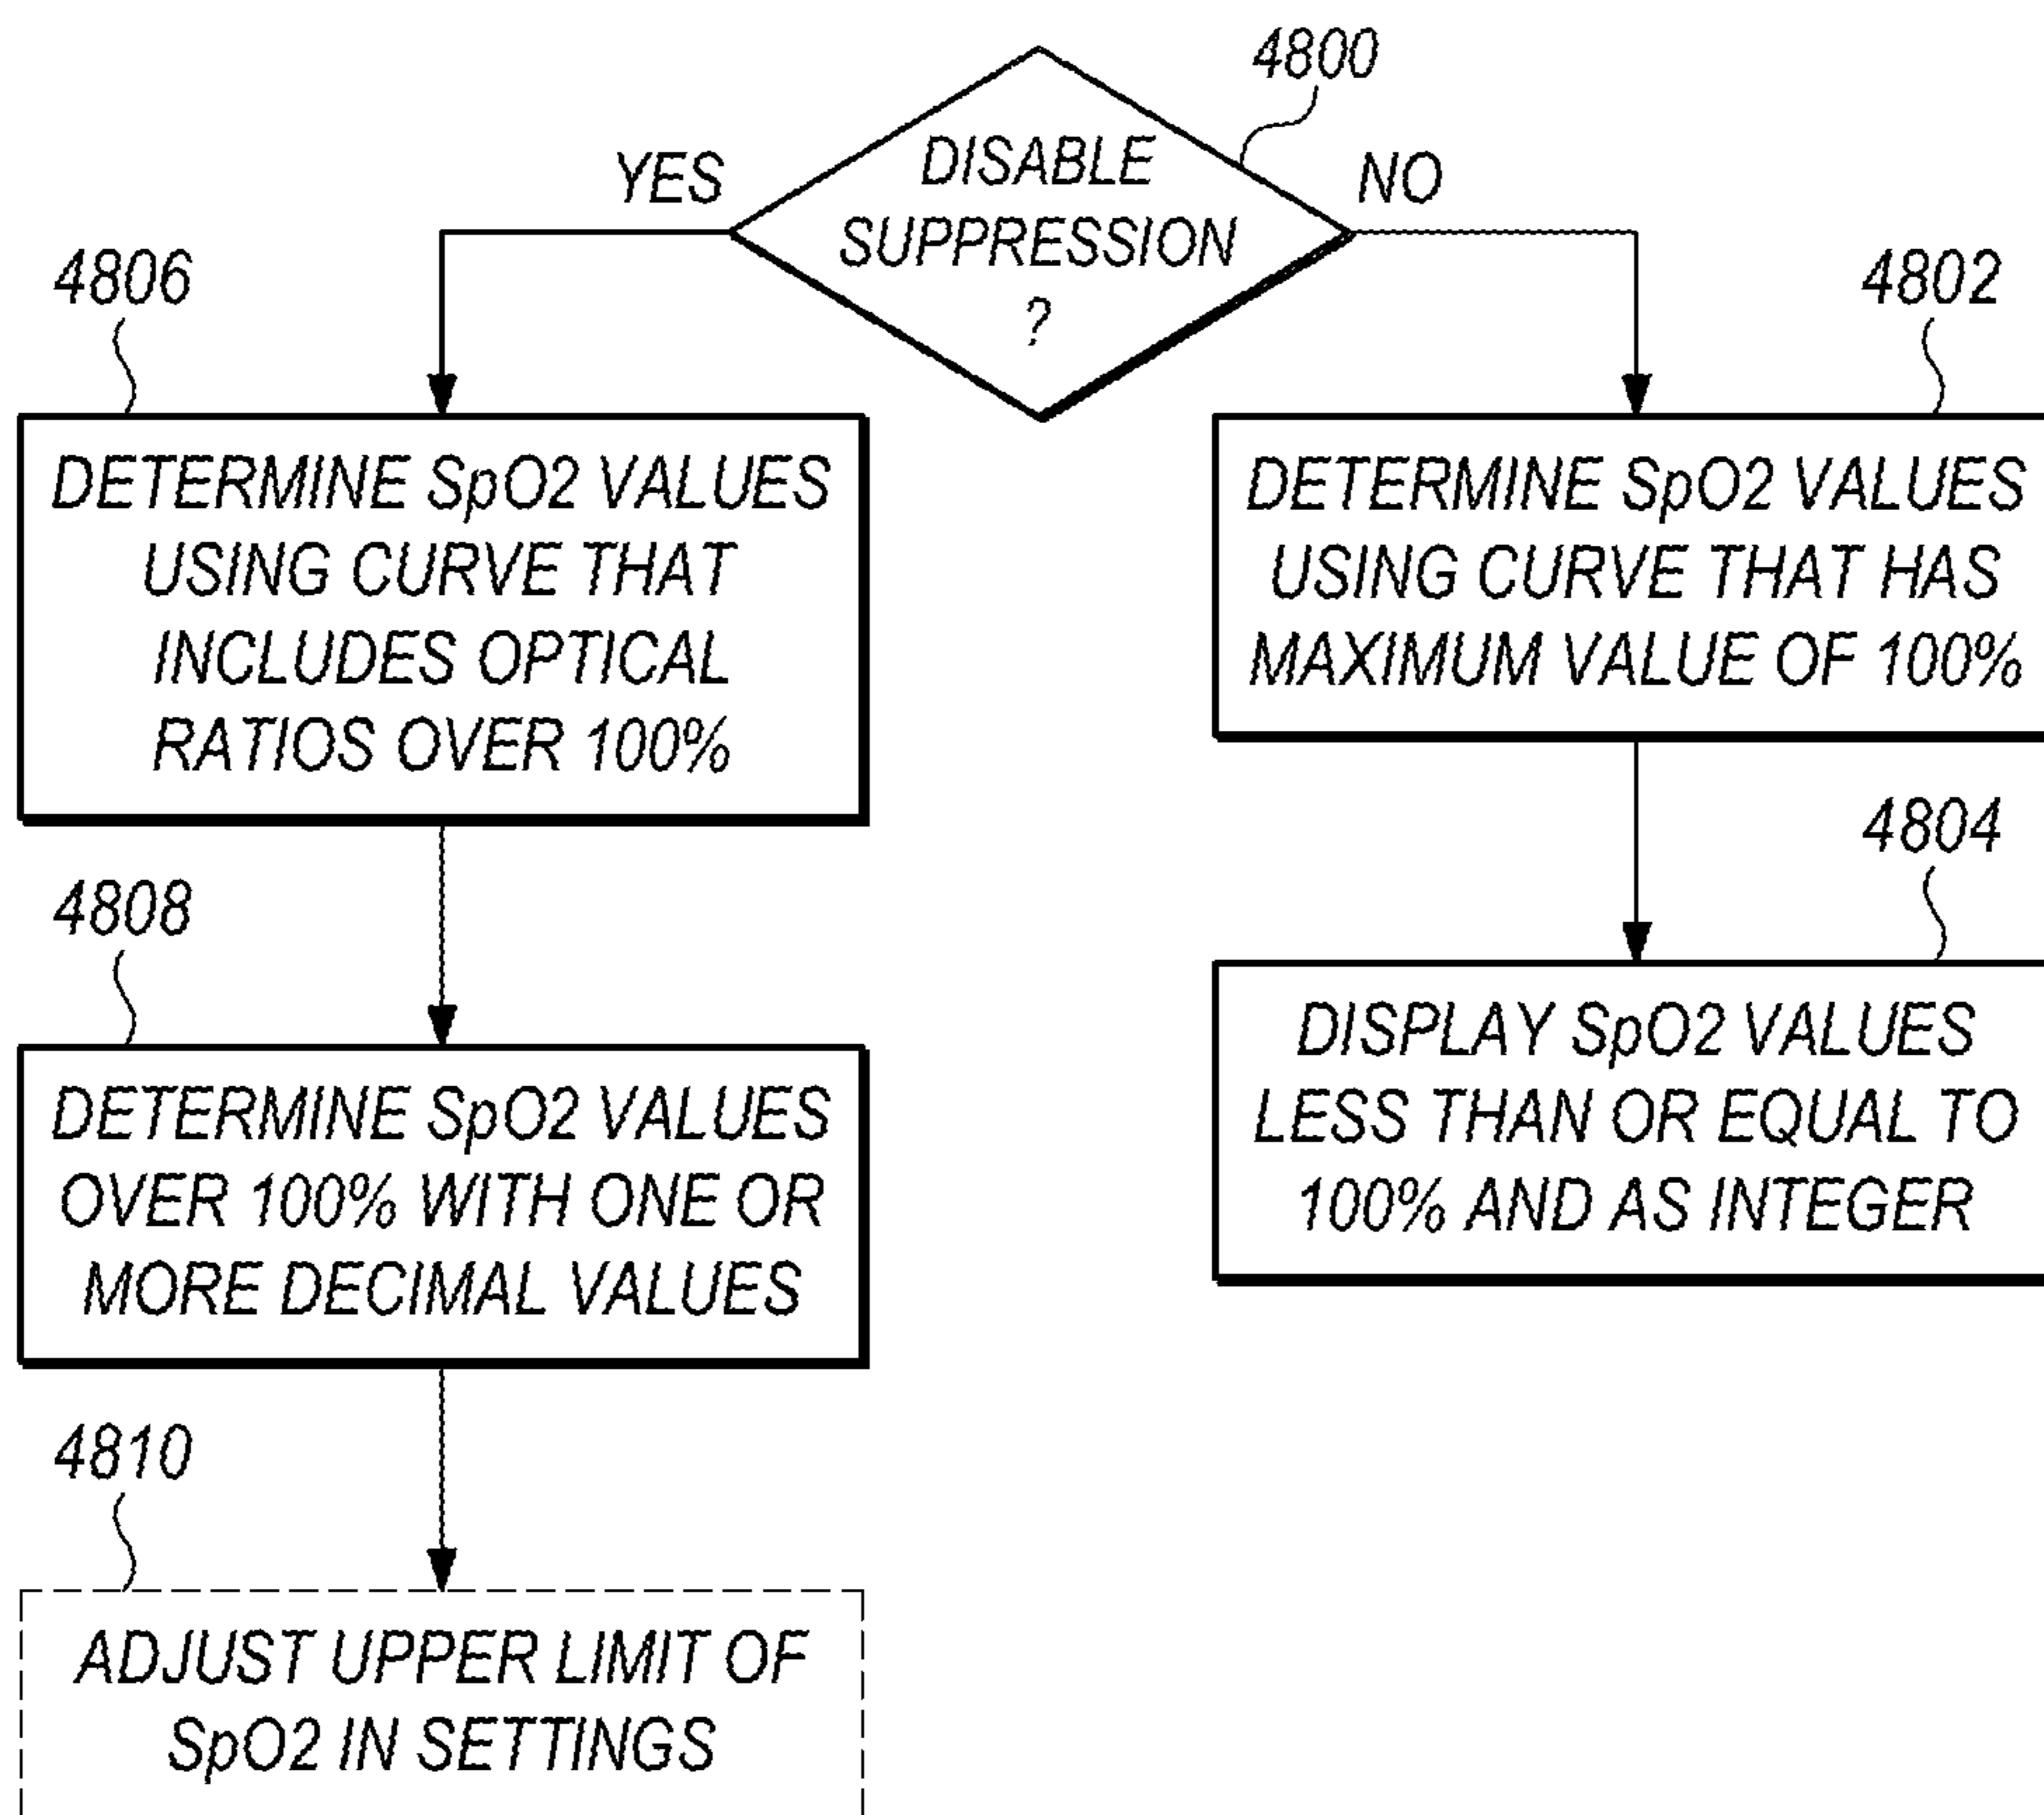 4800
DISABLE
SUPPRESSION
?
YES
NO
4806
DETERMINE SpO2 VALUES
USING CURVE THAT
INCLUDES OPTICAL
RATIOS OVER 100%
4802
DETERMINE SpO2 VALUES
USING CURVE THAT HAS
MAXIMUM VALUE OF 100%
4808
DETERMINE SpO2 VALUES
OVER 100% WITH ONE OR
MORE DECIMAL VALUES
4804
DISPLAY SpO2 VALUES
LESS THAN OR EQUAL TO
100% AND AS INTEGER
4810
ADJUST UPPER LIMIT OF
SpO2 IN SETTINGS